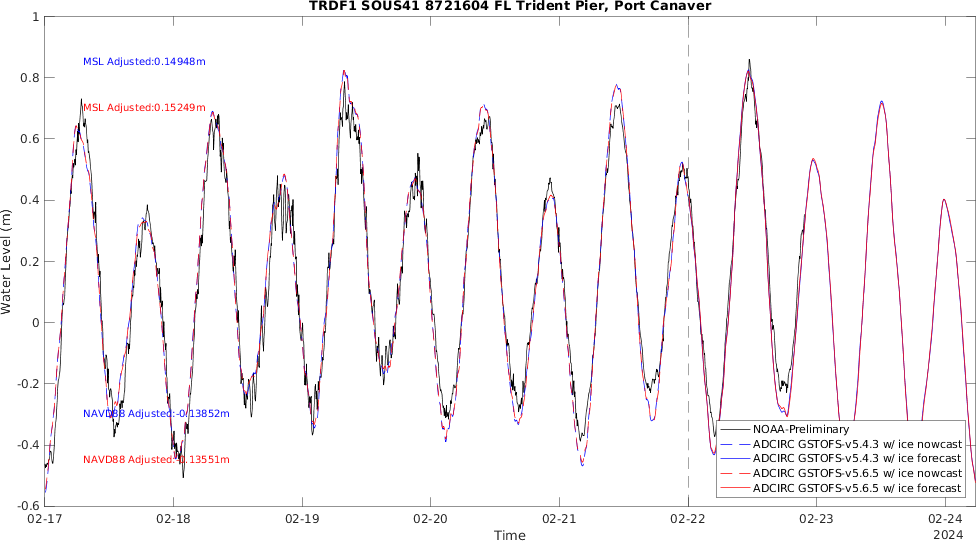 TRDF1 SOUS41 8721604 FL Trident Pier, Port Canaver
1
0.8
0.6
0.4
0.2
0
-0.2
-0.4
-0.6
Water Level (m)
MSL Adjusted:0.14948m
MSL Adjusted:0.15249m
NAVD88 Adjusted:-0.13852m
NAVD88 Adjusted:-0.13551m
NOAA-Preliminary
ADCIRC GSTOFS-v5.4.3 w/ ice nowcast
ADCIRC GSTOFS-v5.4.3 w/ ice forecast
ADCIRC GSTOFS-v5.6.5 w/ ice nowcast
ADCIRC GSTOFS-v5.6.5 w/ ice forecast
02-17 02-18 02-19 02-20 02-21 02-22 02-23 02-24
Time
2024